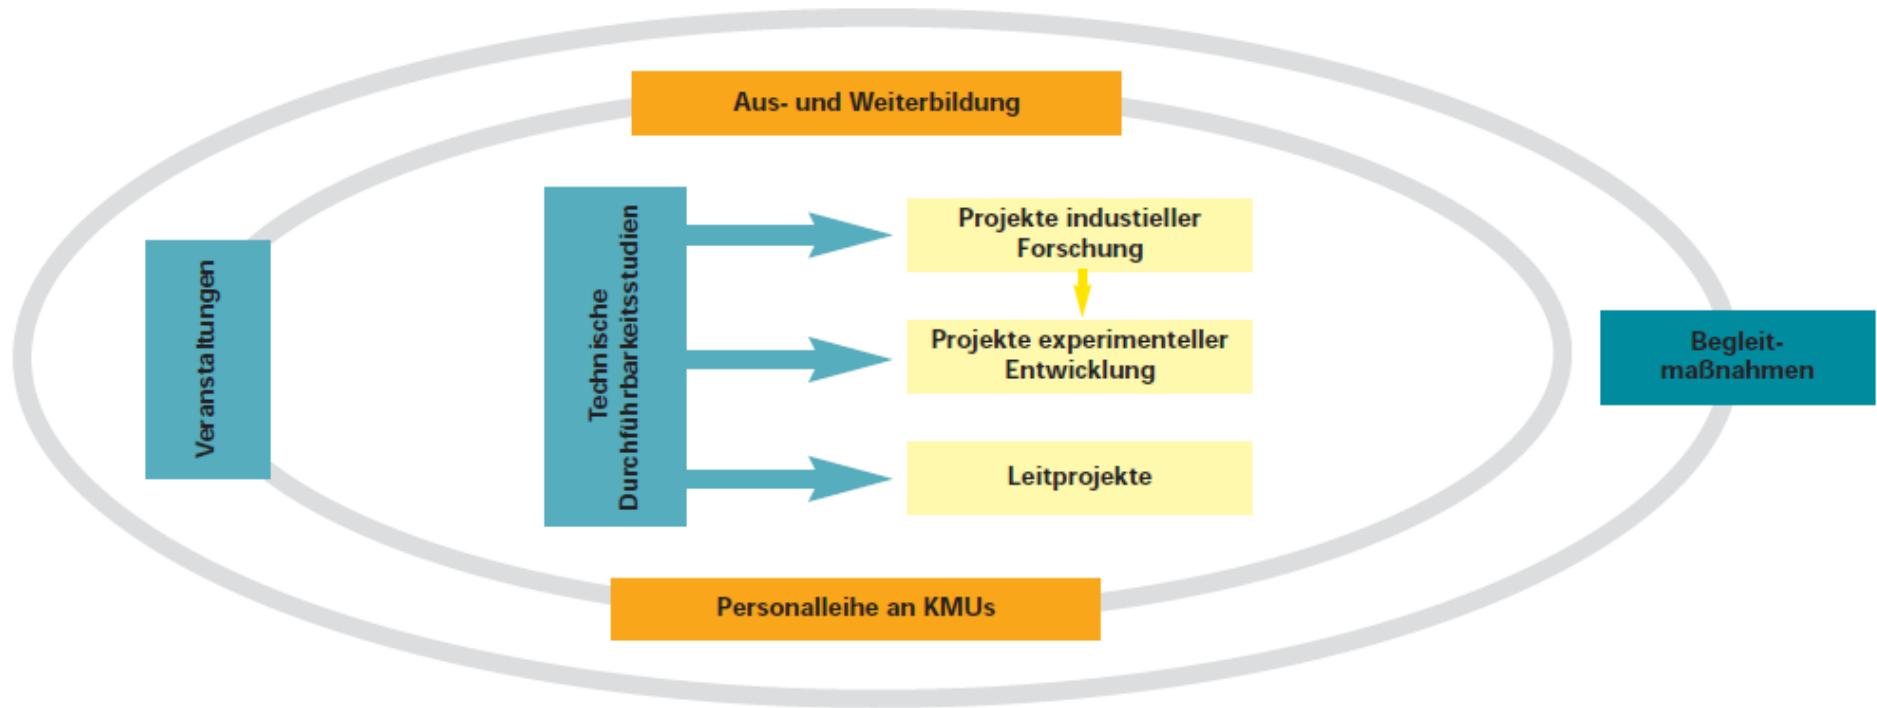 Aus- und Weiterbildung
Veranstaltungen
Technische
Durchführbarkeitsstudien
Projekte industieller
Forschung
Projekte experimenteller
Entwicklung
Leitprojekte
Begleit-
maßnahmen
Personalleihe an KMUs